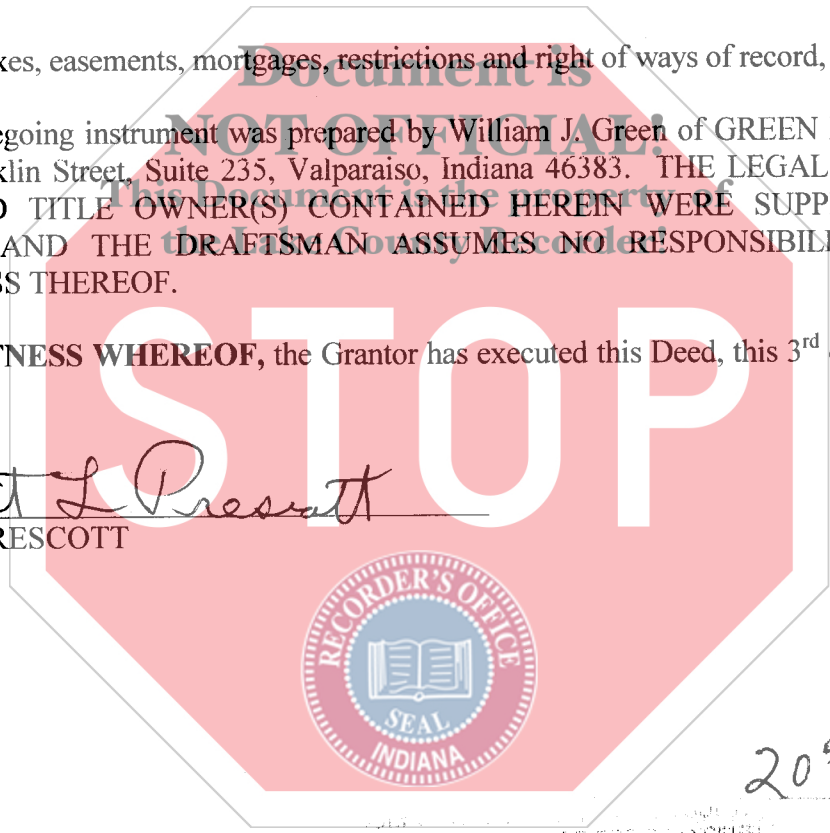 xes, easements, mortgages, restrictions and right of ways of record,
Document is
NOT OFFICIAL!
This Document is the property of
the Lake County Recorder!
egoing instrument was prepared by William J. Green of GREEN
klin Street, Suite 235, Valparaiso, Indiana 46383. THE LEGAL
D TITLE OWNER(S) CONTAINED HEREIN WERE SUPP
AND THE DRAFTSMAN ASSUMES NO RESPONSIBIL
SS THEREOF.
TNESS WHEREOF, the Grantor has executed this Deed, this 3rd
STOP
t L Prescott
RESCOTT
RECORDER'S OFFICE
SEAL
INDIANA
20